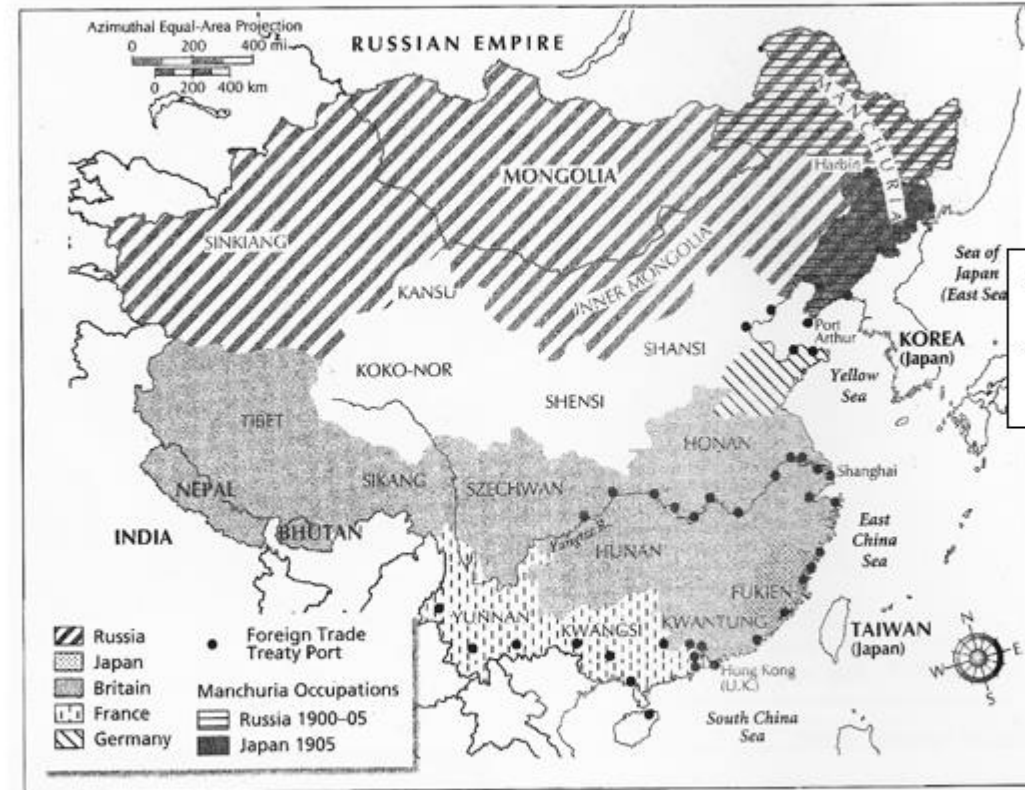 Azimuthal Equal-Area Projection
0 200 400 mi
0 200 400 km
RUSSIAN EMPIRE
MANCHURIA
Harbin
MONGOLIA
SINKIANG
INNER MONGOLIA
KANSU
Sea of
Japan
(East Sea
Port
Arthur
KOREA
(Japan)
SHANSI
KOKO-NOR
Yellow
Sea
SHENSI
TIBET
HONAN
Shanghai
SIKANG
SZECHWAN
NEPAL
INDIA
BHUTAN
Yangtze R.
HUNAN
East
China
Sea
FUKIEN
YUNNAN
KWANGSI
KWANTUNG
TAIWAN
(Japan)
Hung Kong
(U.K.)
South China
Sea
N
E
W
S
Russia
Japan
Britain
France
Germany
Foreign Trade
Treaty Port
Manchuria Occupations
Russia 1900–05
Japan 1905